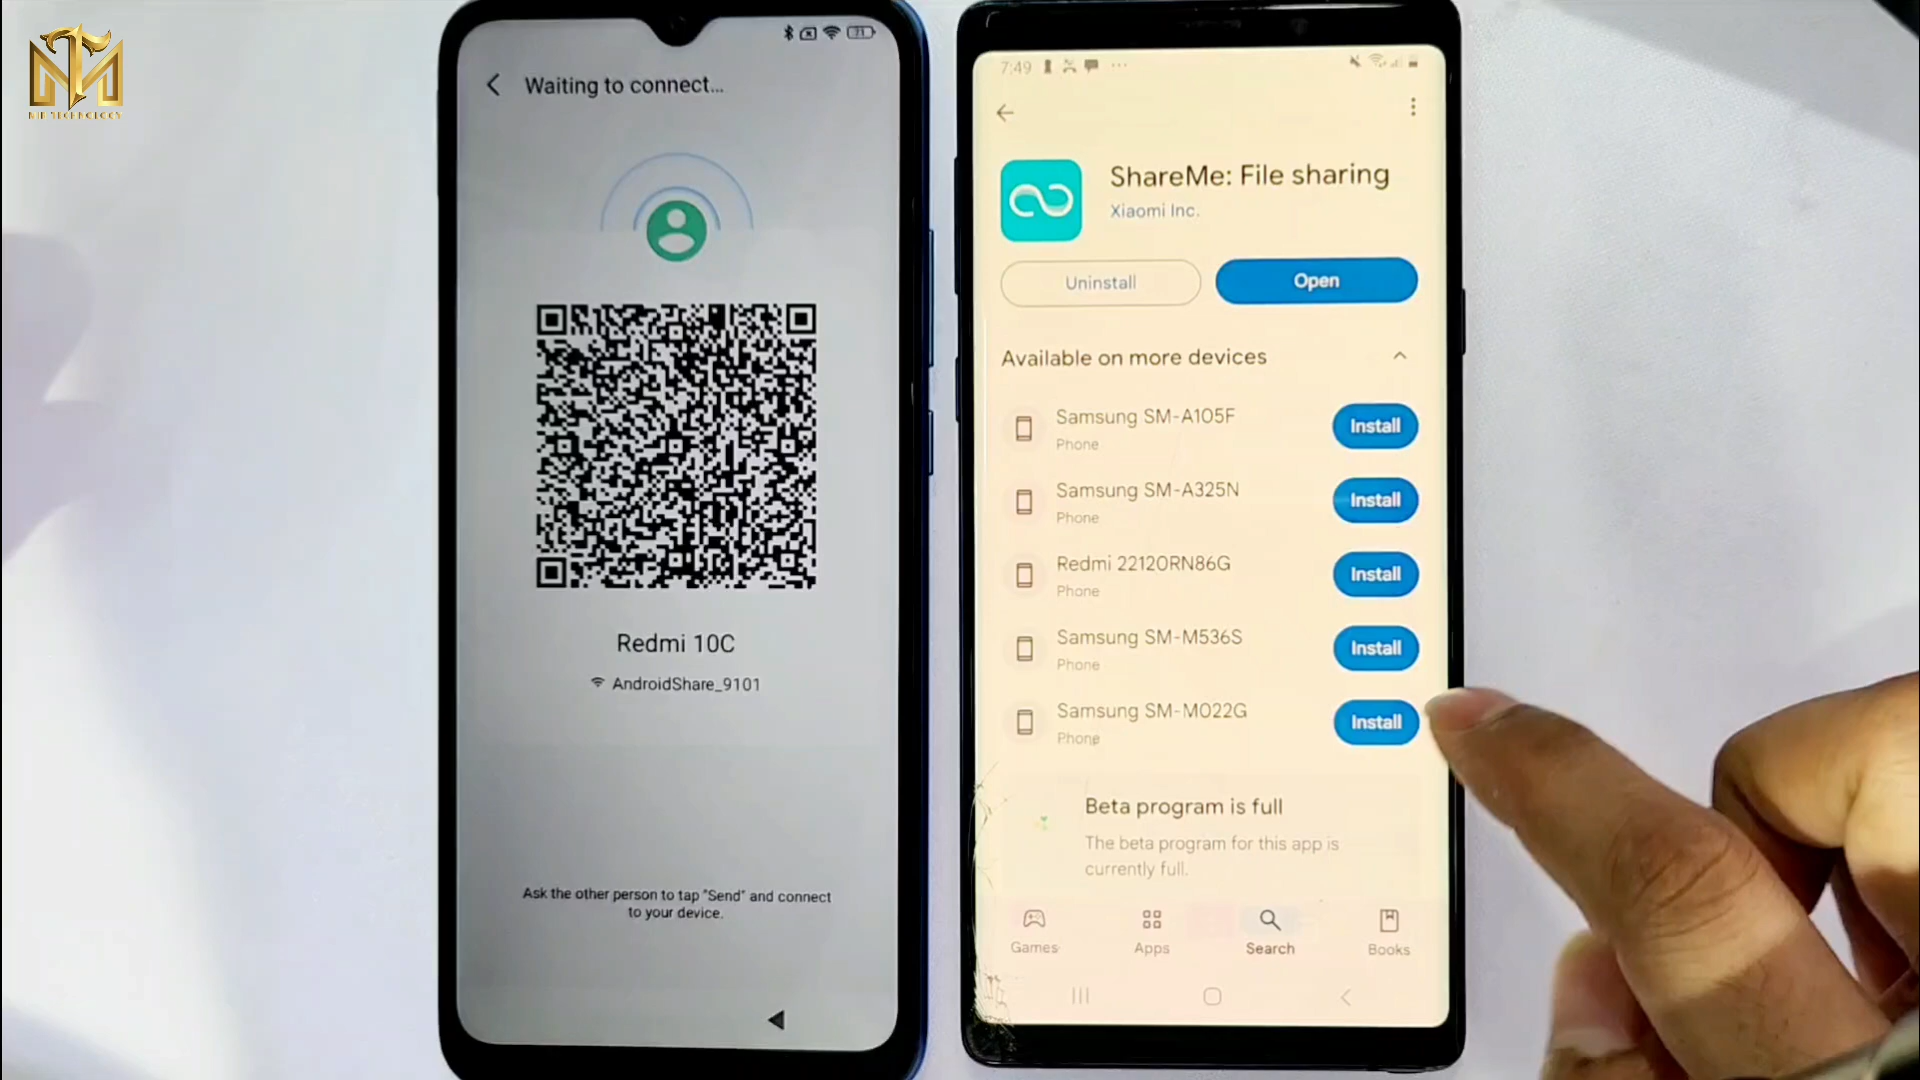 MR TECHNOLOGY
71
Waiting to connect...
Redmi 10C
AndroidShare_9101
Ask the other person to tap "Send" and connect
to your device.
7:49
ShareMe: File sharing
Xiaomi Inc.
Uninstall
Open
Available on more devices
Samsung SM-A105F
Phone
Install
Samsung SM-A325N
Phone
Install
Redmi 22120RN86G
Phone
Install
Samsung SM-M536S
Phone
Install
Samsung SM-M022G
Phone
Install
Beta program is full
The beta program for this app is
currently full.
Games
Apps
Search
Books